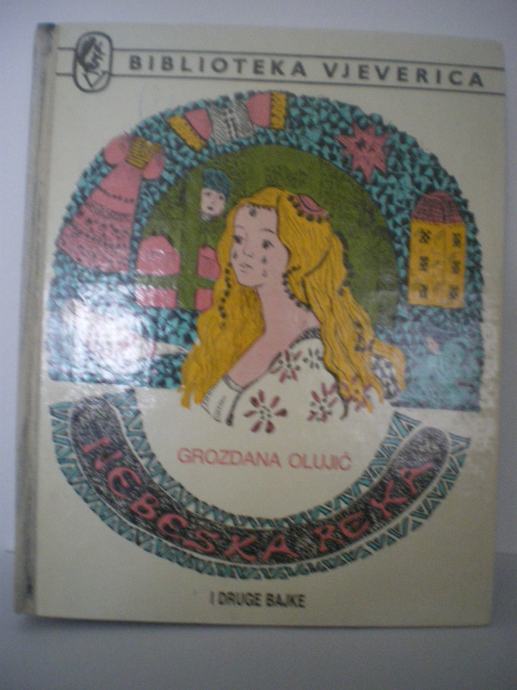 BIBLIOTEKA VJEVERICA
GROZDANA OLUJIĆ
NEBESKA REKA
I DRUGE BAJKE